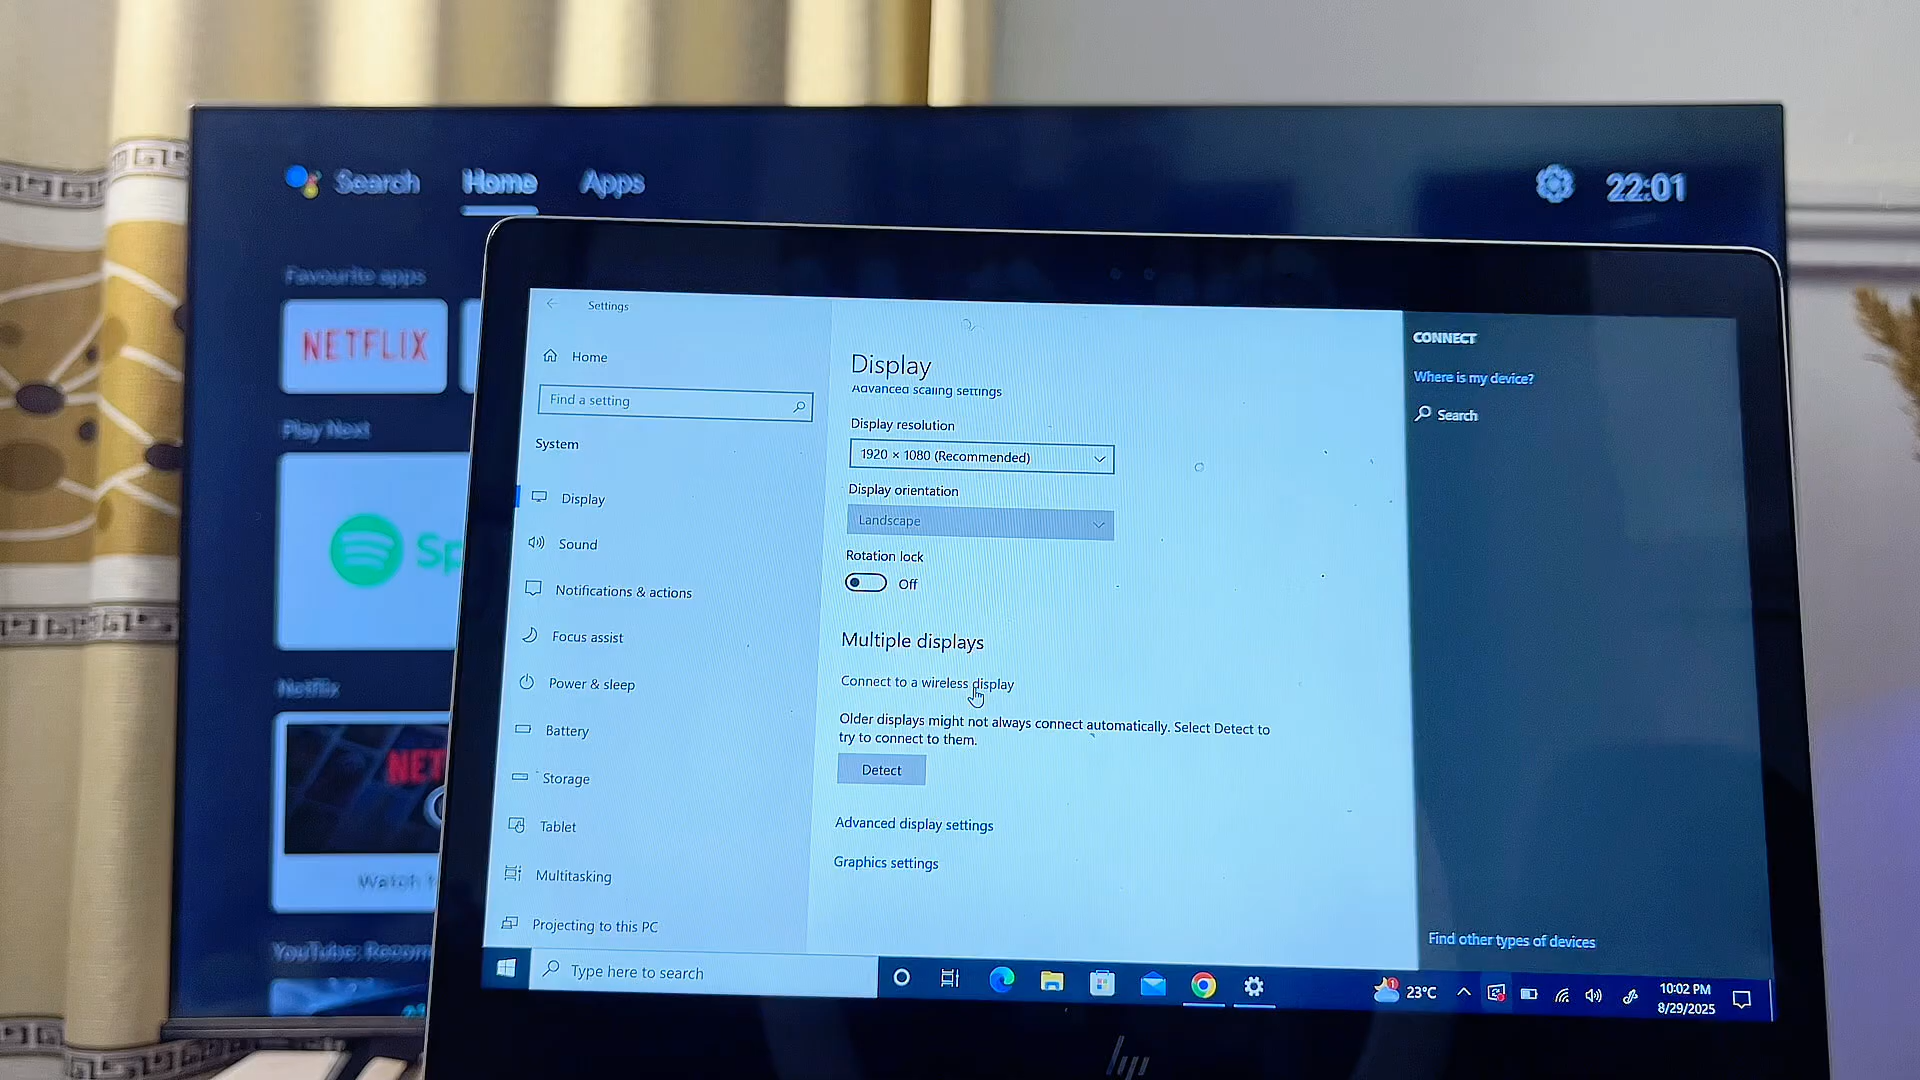 Search
Home
Apps
22:01
Favourite apps
NETFLIX
Play Next
Netflix
Settings
Home
Find a setting
System
Display
Sound
Notifications & actions
Focus assist
Power & sleep
Battery
Storage
Tablet
Multitasking
Projecting to this PC
Display
Advanced scaling settings
Display resolution
1920 × 1080 (Recommended)
Display orientation
Landscape
Rotation lock
Off
Multiple displays
Connect to a wireless display
Older displays might not always connect automatically. Select Detect to
try to connect to them.
Detect
Advanced display settings
Graphics settings
CONNECT
Where is my device?
Search
Find other types of devices
Type here to search
1
23°C
10:02 PM
8/29/2025
hp